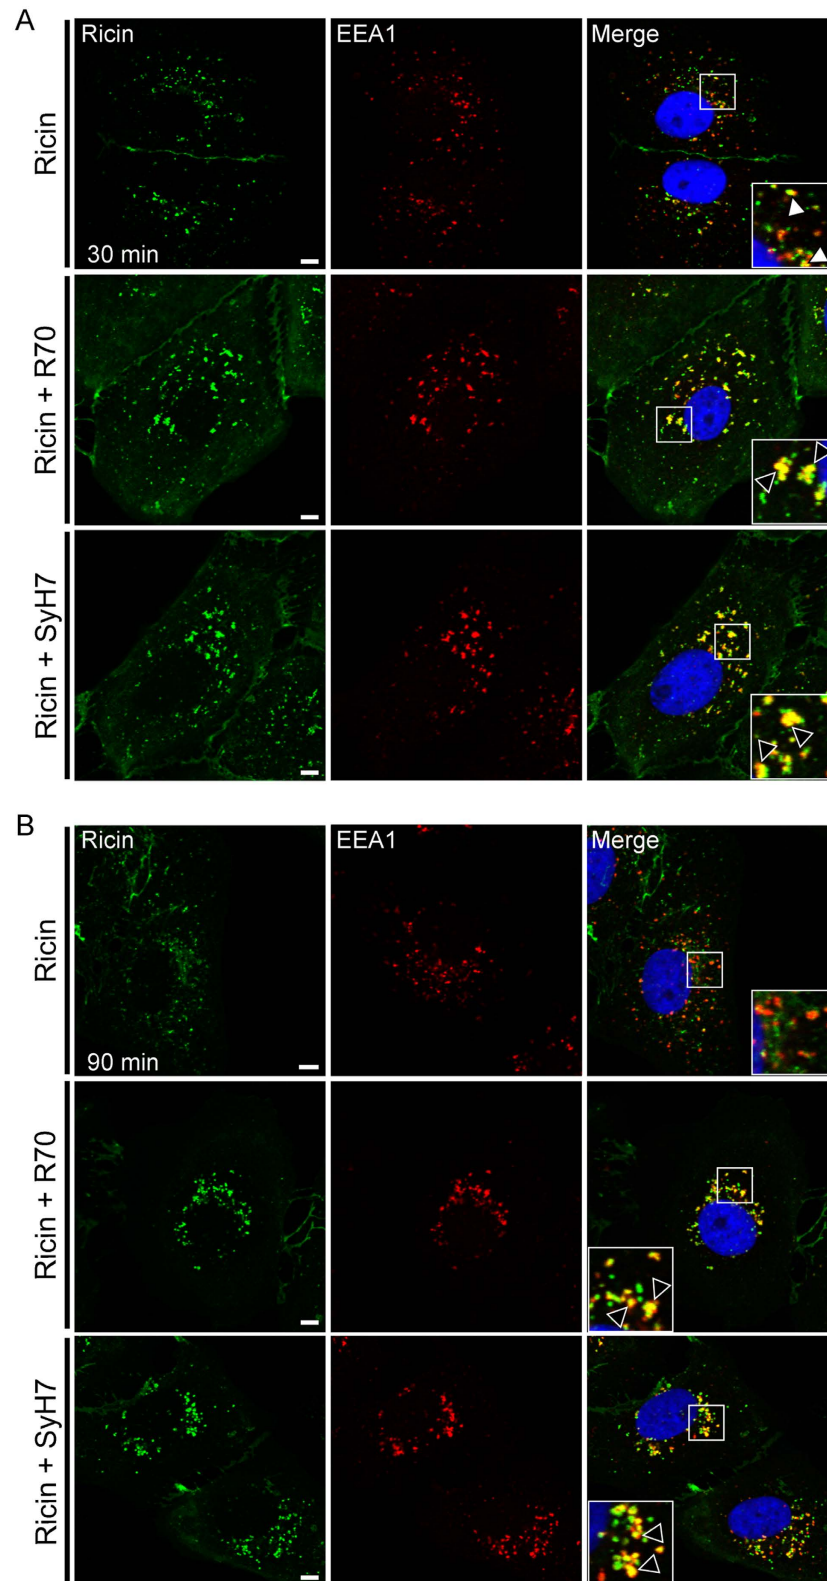 A
Ricin EEA1 Merge
Ricin
30 min
Ricin + R70
Ricin + SyH7
B
Ricin EEA1 Merge
Ricin
90 min
Ricin + R70
Ricin + SyH7